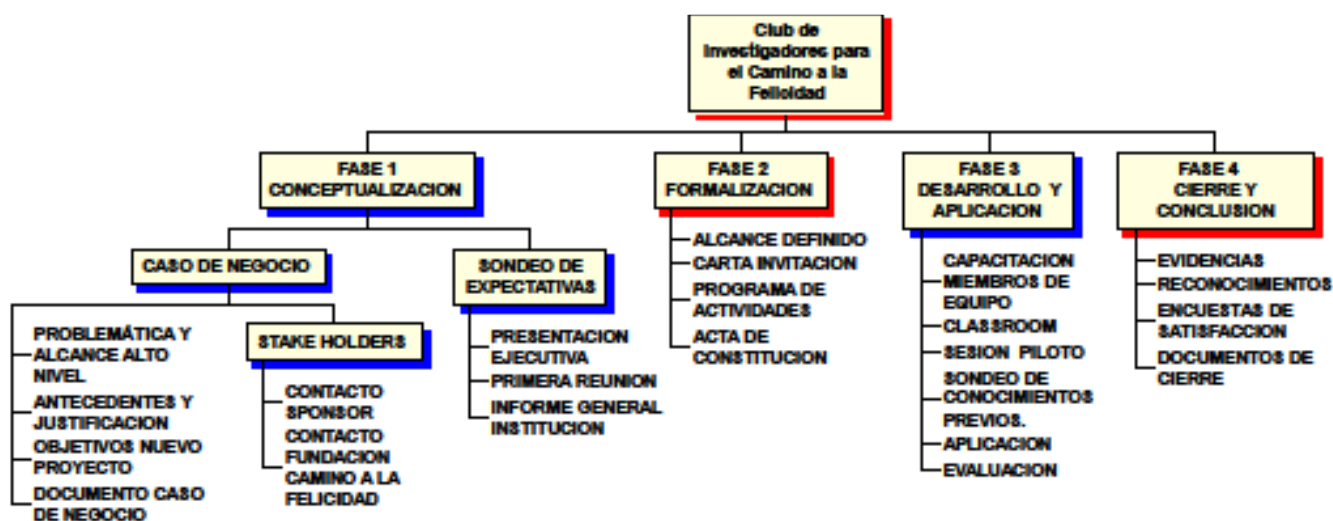 Club de
Investigadores para
el Camino a la
Felicidad
FASE 1
CONCEPTUALIZACION
FASE 2
FORMALIZACION
FASE 3
DESARROLLO Y
APLICACION
FASE 4
CIERRE Y
CONCLUSION
CASO DE NEGOCIO
PROBLEMÁTICA Y
ALCANCE ALTO
NIVEL
ANTECEDENTES Y
JUSTIFICACION
OBJETIVOS NUEVO
PROYECTO
DOCUMENTO CASO
DE NEGOCIO
STAKE HOLDERS
CONTACTO
SPONSOR
CONTACTO
FUNDACION
CAMINO A LA
FELICIDAD
SONDEO DE
EXPECTATIVAS
PRESENTACION
EJECUTIVA
PRIMERA REUNION
INFORME GENERAL
INSTITUCION
ALCANCE DEFINIDO
CARTA INVITACION
PROGRAMA DE
ACTIVIDADES
ACTA DE
CONSTITUCION
CAPACITACION
MIEMBROS DE
EQUIPO
CLASSROOM
SESION PILOTO
SONDEO DE
CONOCIMIENTOS
PREVIOS.
APLICACION
EVALUACION
EVIDENCIAS
RECONOCIMIENTOS
ENCUESTAS DE
SATISFACCION
DOCUMENTOS DE
CIERRE